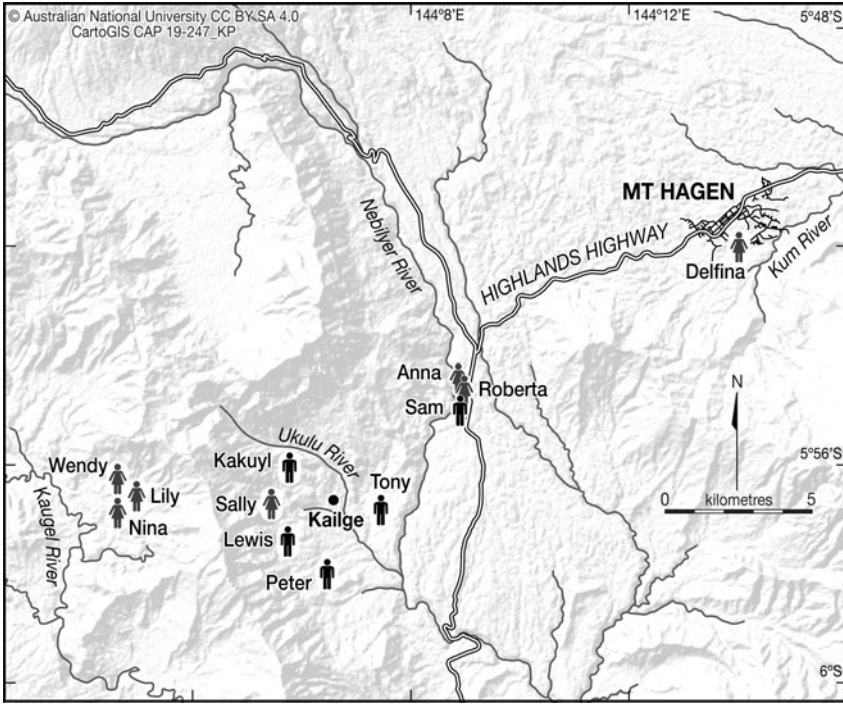 © Australian National University CC BY SA 4.0
CartoGIS CAP 19-247_KP
144°8'E
144°12'E
5°48'S
MT HAGEN
Nebilyer River
HIGHLANDS HIGHWAY
Kum River
Delfina
Anna
Roberta
Sam
N
Ukulu River
Kakuyl
Tony
5°56'S
Wendy
Lily
Nina
Kaugel River
Sally
Kailge
0 kilometres 5
Lewis
Peter
6°S